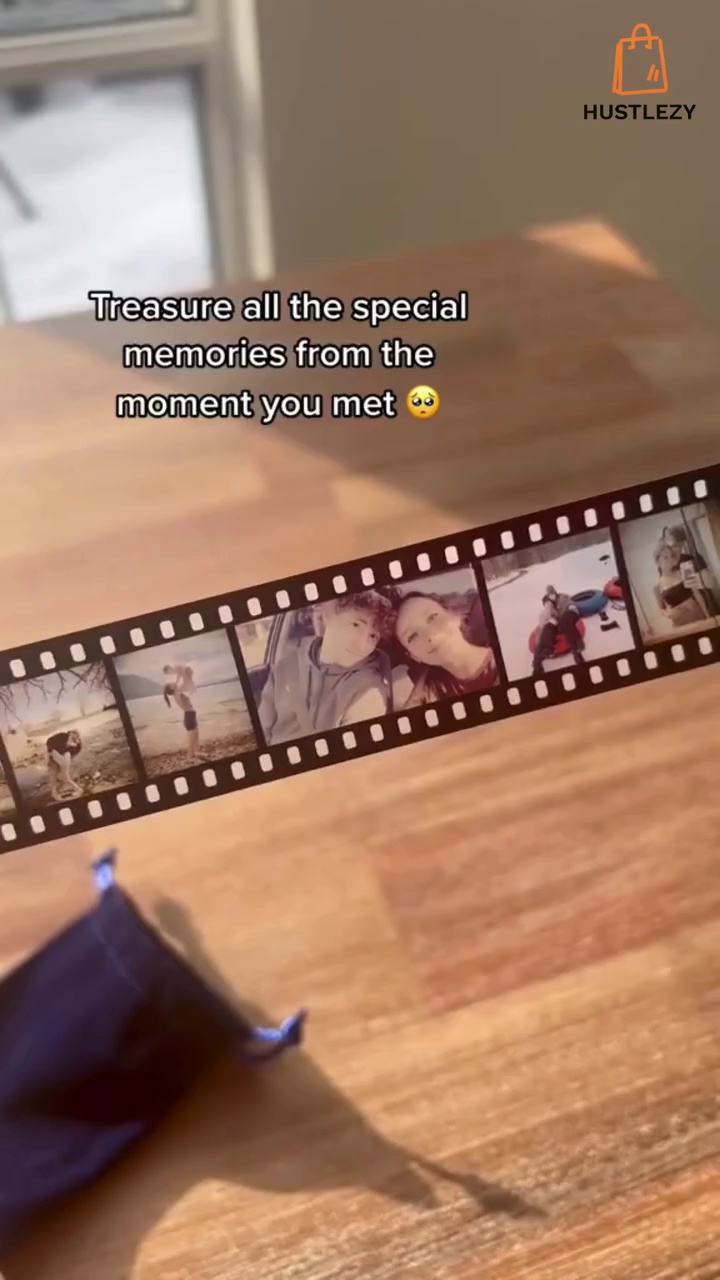 HUSTLEZY
Treasure all the special
memories from the
moment you met 🥺